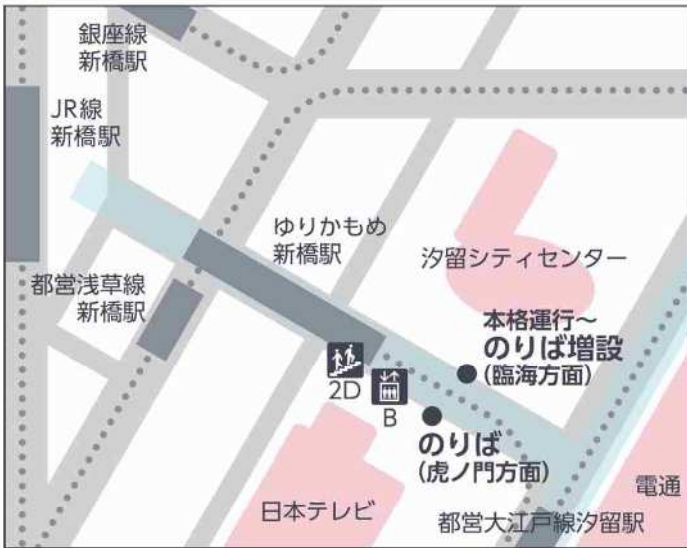 銀座線
新橋駅
JR線
新橋駅
ゆりかもめ
新橋駅
汐留シティセンター
都営浅草線
新橋駅
本格運行～
のりば増設
(臨海方面)
2D
B
のりば
(虎ノ門方面)
日本テレビ
電通
都営大江戸線汐留駅